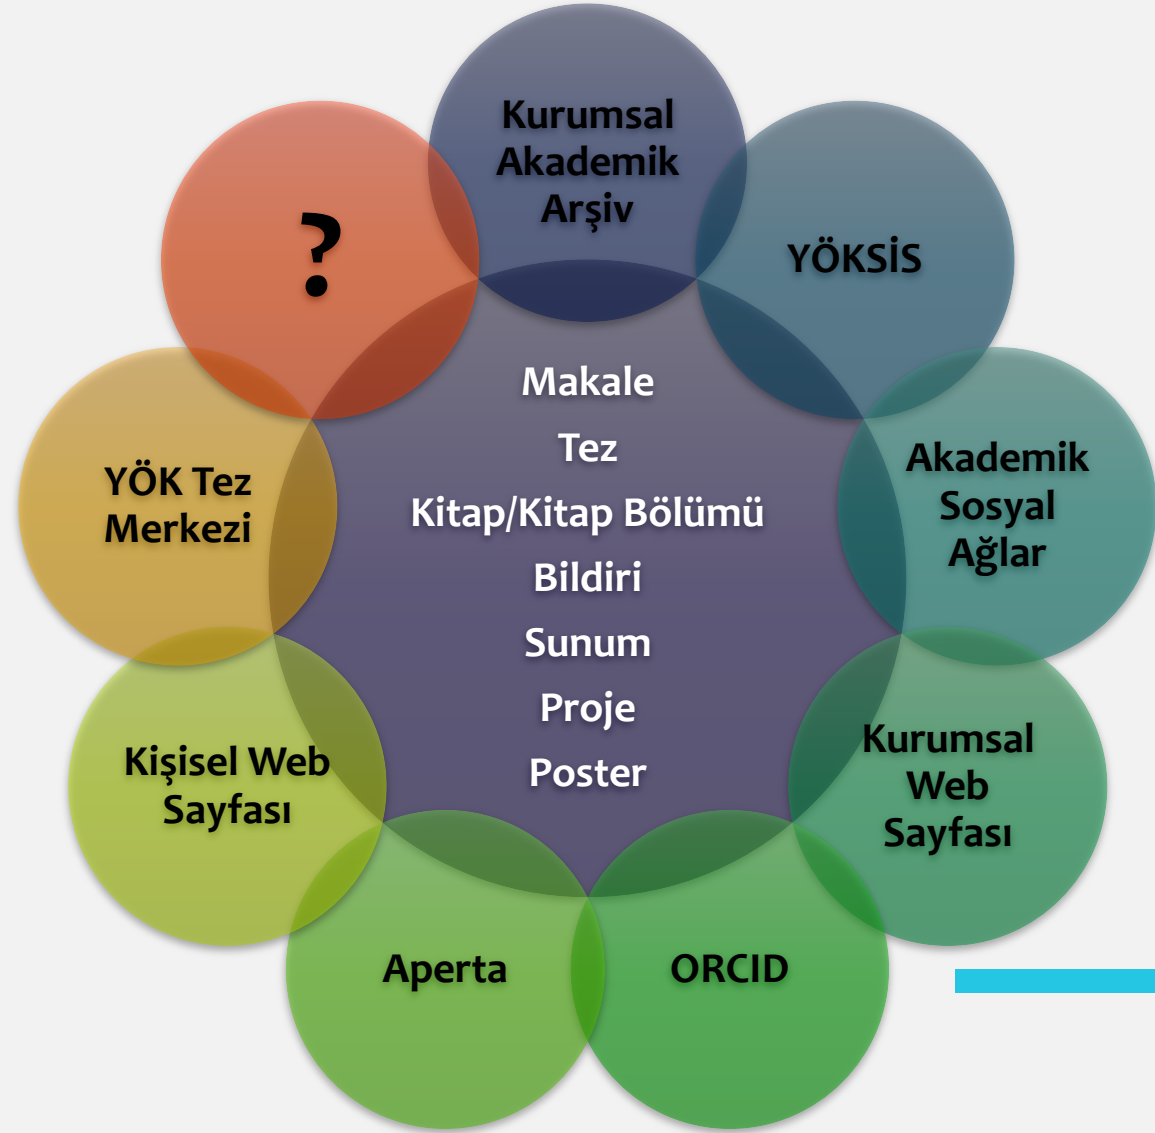 Kurumsal
Akademik
Arşiv
YÖKSİS
Akademik
Sosyal
Ağlar
Kurumsal
Web
Sayfası
ORCID
Aperta
Kişisel Web
Sayfası
YÖK Tez
Merkezi
?
Makale
Tez
Kitap/Kitap Bölümü
Bildiri
Sunum
Proje
Poster